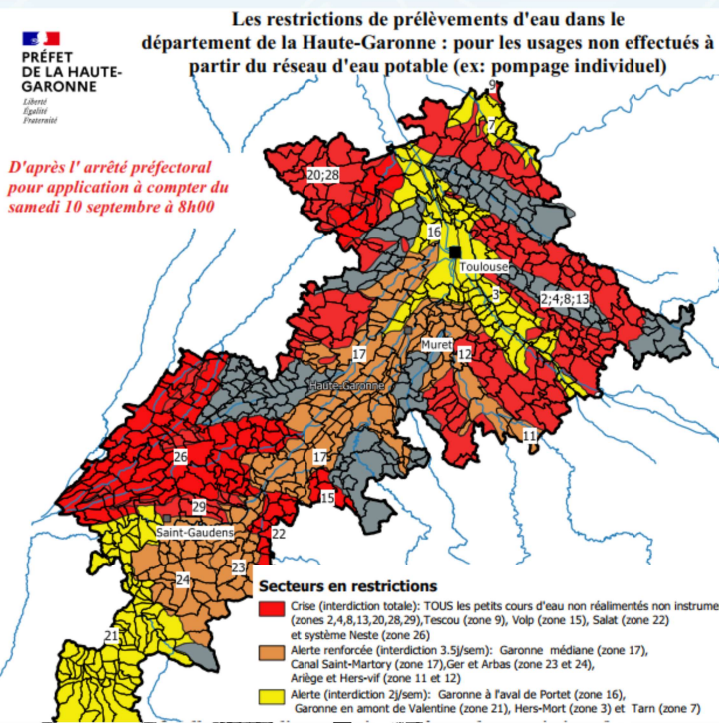 Les restrictions de prélèvements d'eau dans le
département de la Haute-Garonne : pour les usages non effectués à
partir du réseau d'eau potable (ex: pompage individuel)
PRÉFET
DE LA HAUTE-
GARONNE
Liberté
Égalité
Fraternité
D'après l' arrêté préfectoral
pour application à compter du
samedi 10 septembre à 8h00
9
7
20;28
16
Toulouse
3
2;4;8;13
Muret
17
12
Haute-Garonne
11
26
17
15
29
Saint-Gaudens
22
23
24
21
Secteurs en restrictions
Crise (interdiction totale): TOUS les petits cours d'eau non réalimentés non instrume
(zones 2,4,8,13,20,28,29),Tescou (zone 9), Volp (zone 15), Salat (zone 22)
et système Neste (zone 26)
Alerte renforcée (interdiction 3.5j/sem): Garonne médiane (zone 17),
Canal Saint-Martory (zone 17),Ger et Arbas (zone 23 et 24),
Ariège et Hers-vif (zone 11 et 12)
Alerte (interdiction 2j/sem): Garonne à l'aval de Portet (zone 16),
Garonne en amont de Valentine (zone 21), Hers-Mort (zone 3) et Tarn (zone 7)